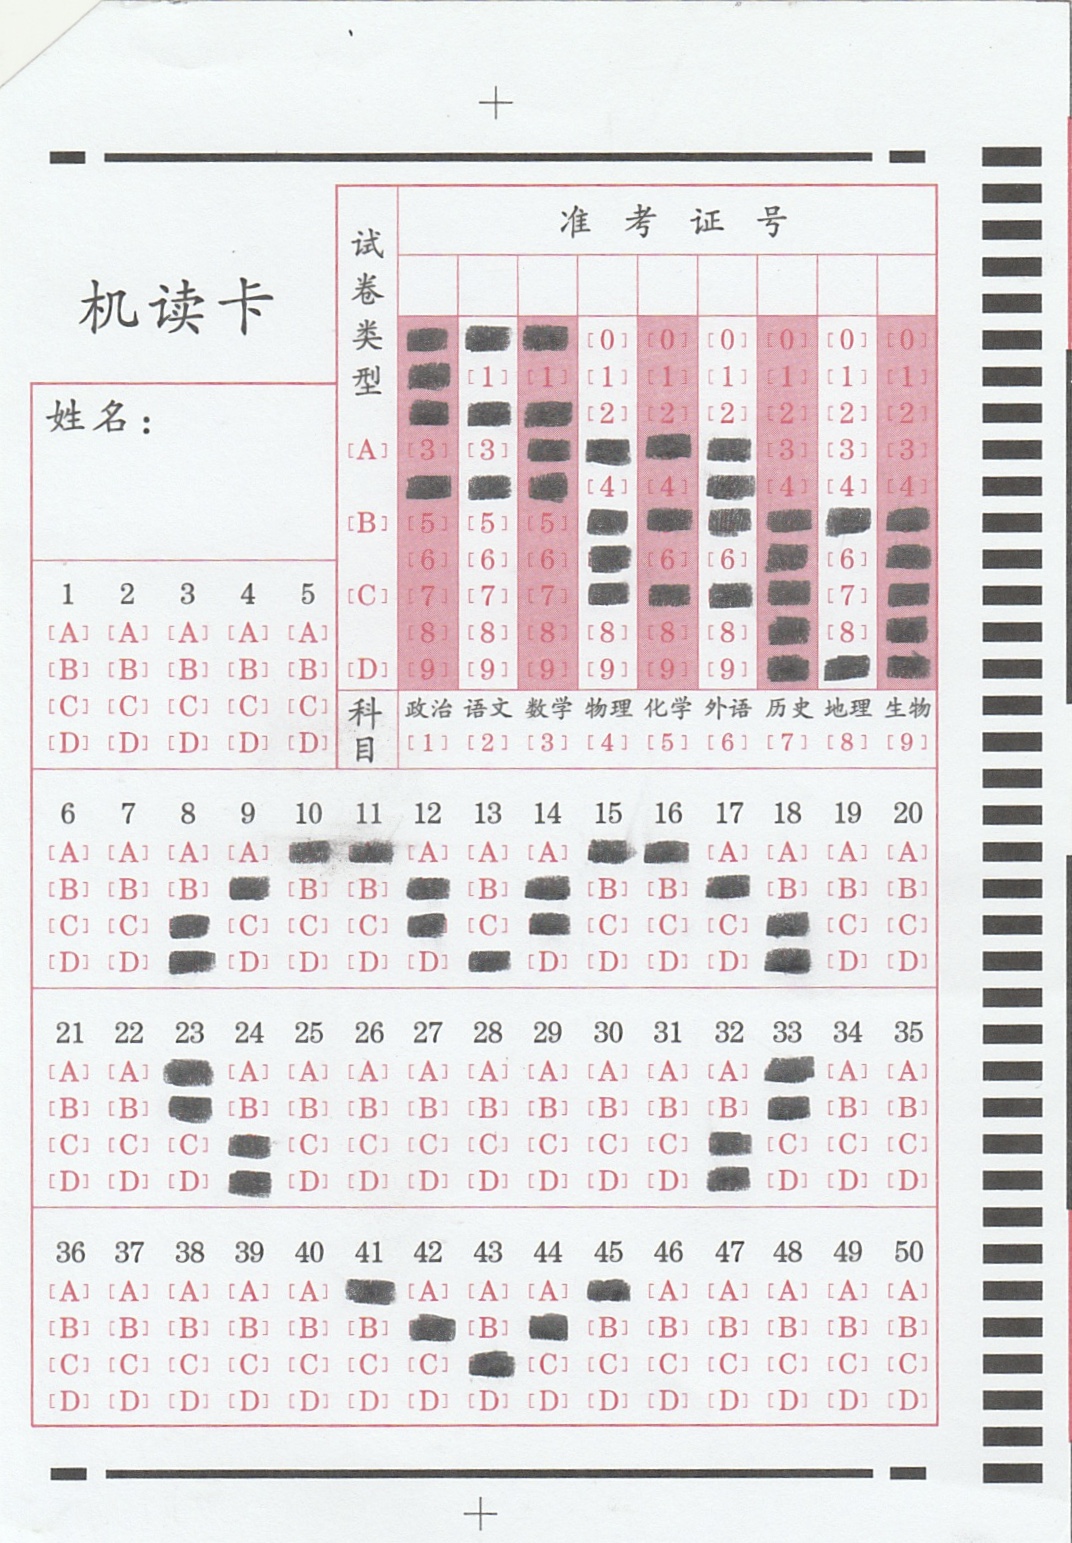 准考证号
试卷类型
机读卡
姓名：
[0] [0] [0] [0] [0] [0]
[1] [1] [1] [1] [1] [1] [1] [1]
[2] [2] [2] [2] [2] [2]
[A] [3] [3] [3] [3] [3]
[4] [4] [4] [4] [4]
[B] [5] [5] [5]
[6] [6] [6] [6] [6] [6]
[C] [7] [7] [7] [7]
[8] [8] [8] [8] [8] [8] [8]
[D] [9] [9] [9] [9] [9] [9]
科目
政治 语文 数学 物理 化学 外语 历史 地理 生物
[1] [2] [3] [4] [5] [6] [7] [8] [9]
1 2 3 4 5
[A] [A] [A] [A] [A]
[B] [B] [B] [B] [B]
[C] [C] [C] [C] [C]
[D] [D] [D] [D] [D]
6 7 8 9 10 11 12 13 14 15 16 17 18 19 20
[A] [A] [A] [A] [A] [A] [A] [A] [A] [A] [A]
[B] [B] [B] [B] [B] [B] [B] [B] [B] [B] [B]
[C] [C] [C] [C] [C] [C] [C] [C] [C] [C] [C]
[D] [D] [D] [D] [D] [D] [D] [D] [D] [D] [D] [D]
21 22 23 24 25 26 27 28 29 30 31 32 33 34 35
[A] [A] [A] [A] [A] [A] [A] [A] [A] [A] [A] [A] [A]
[B] [B] [B] [B] [B] [B] [B] [B] [B] [B] [B] [B] [B]
[C] [C] [C] [C] [C] [C] [C] [C] [C] [C] [C] [C] [C]
[D] [D] [D] [D] [D] [D] [D] [D] [D] [D] [D] [D] [D]
36 37 38 39 40 41 42 43 44 45 46 47 48 49 50
[A] [A] [A] [A] [A] [A] [A] [A] [A] [A] [A] [A] [A]
[B] [B] [B] [B] [B] [B] [B] [B] [B] [B] [B] [B] [B]
[C] [C] [C] [C] [C] [C] [C] [C] [C] [C] [C] [C] [C] [C]
[D] [D] [D] [D] [D] [D] [D] [D] [D] [D] [D] [D] [D] [D] [D]